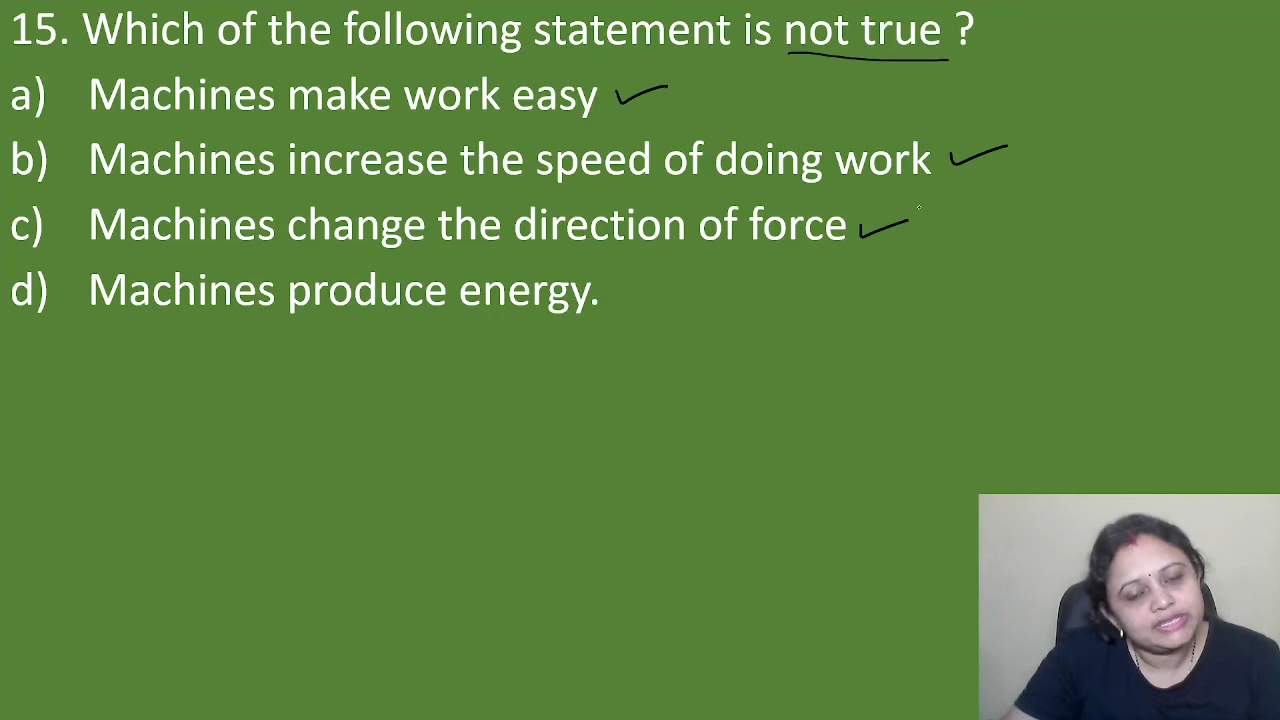 15. Which of the following statement is not true ?
a) Machines make work easy
b) Machines increase the speed of doing work
c) Machines change the direction of force
d) Machines produce energy.